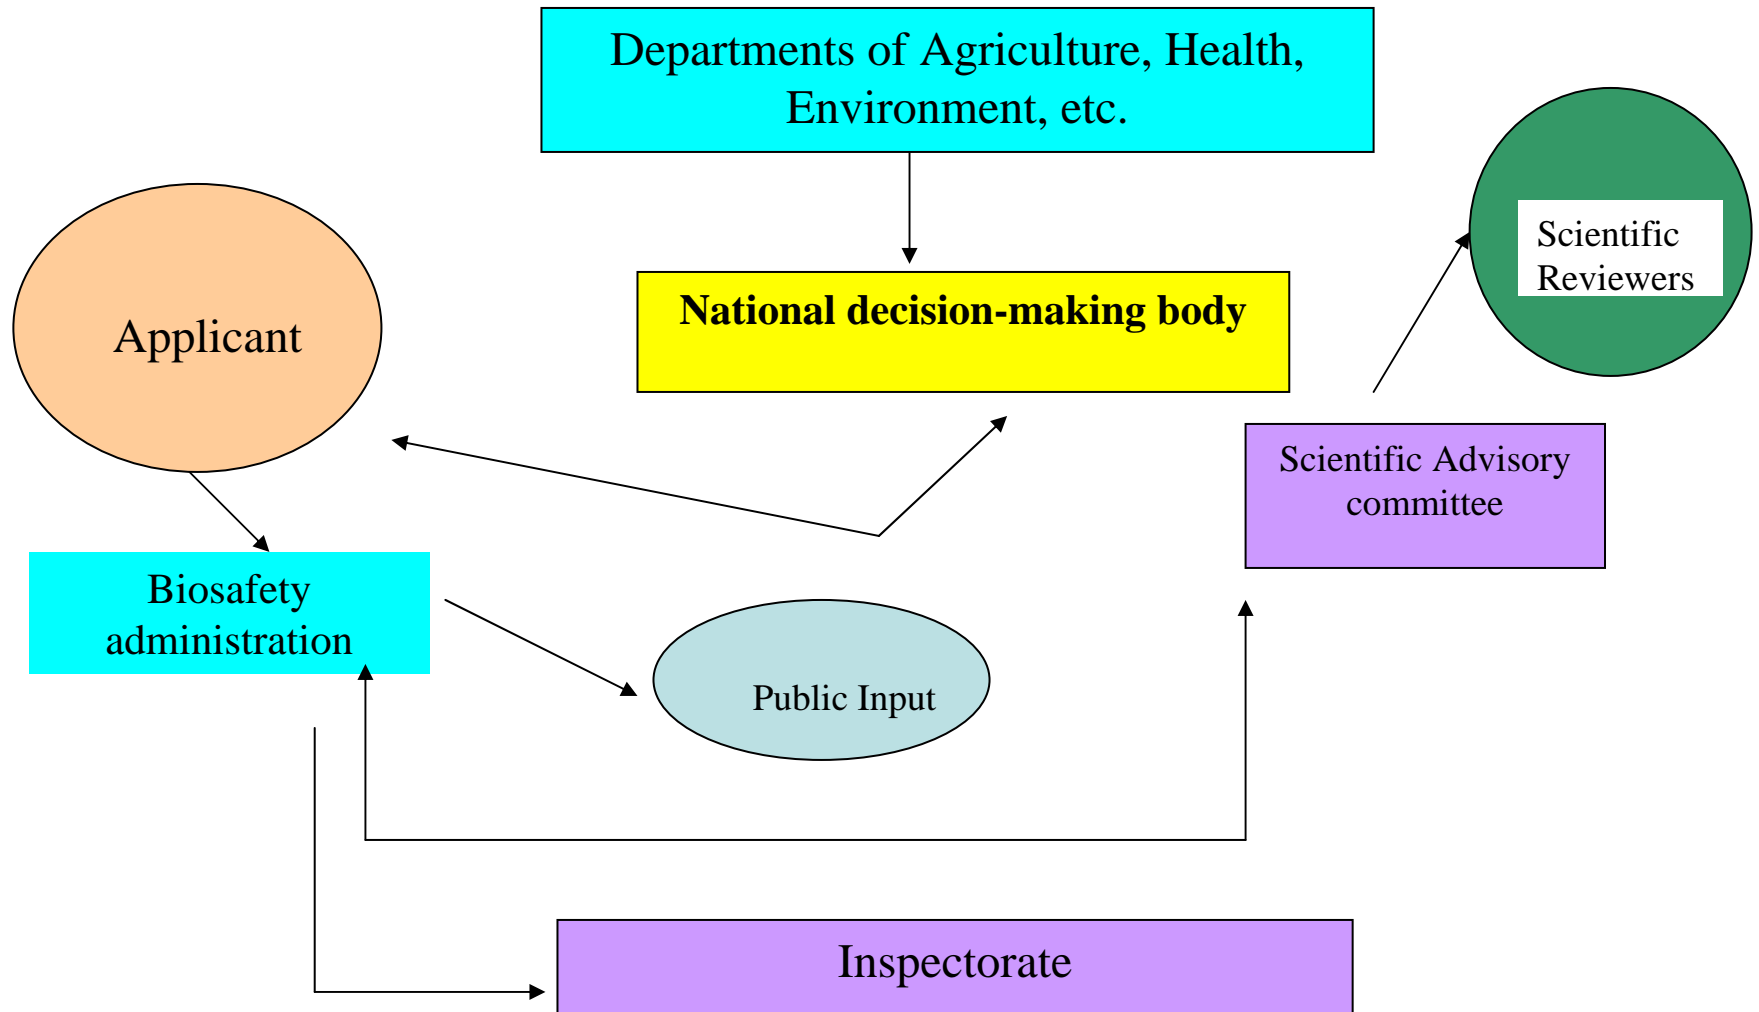 Departments of Agriculture, Health,
Environment, etc.
Scientific
Reviewers
National decision-making body
Applicant
Scientific Advisory
committee
Biosafety
administration
Public Input
Inspectorate